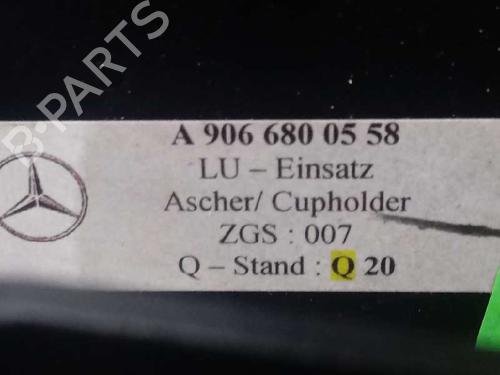 B-PARTS
A 906 680 05 58
LU – Einsatz
Ascher/ Cupholder
ZGS : 007
Q – Stand : Q 20